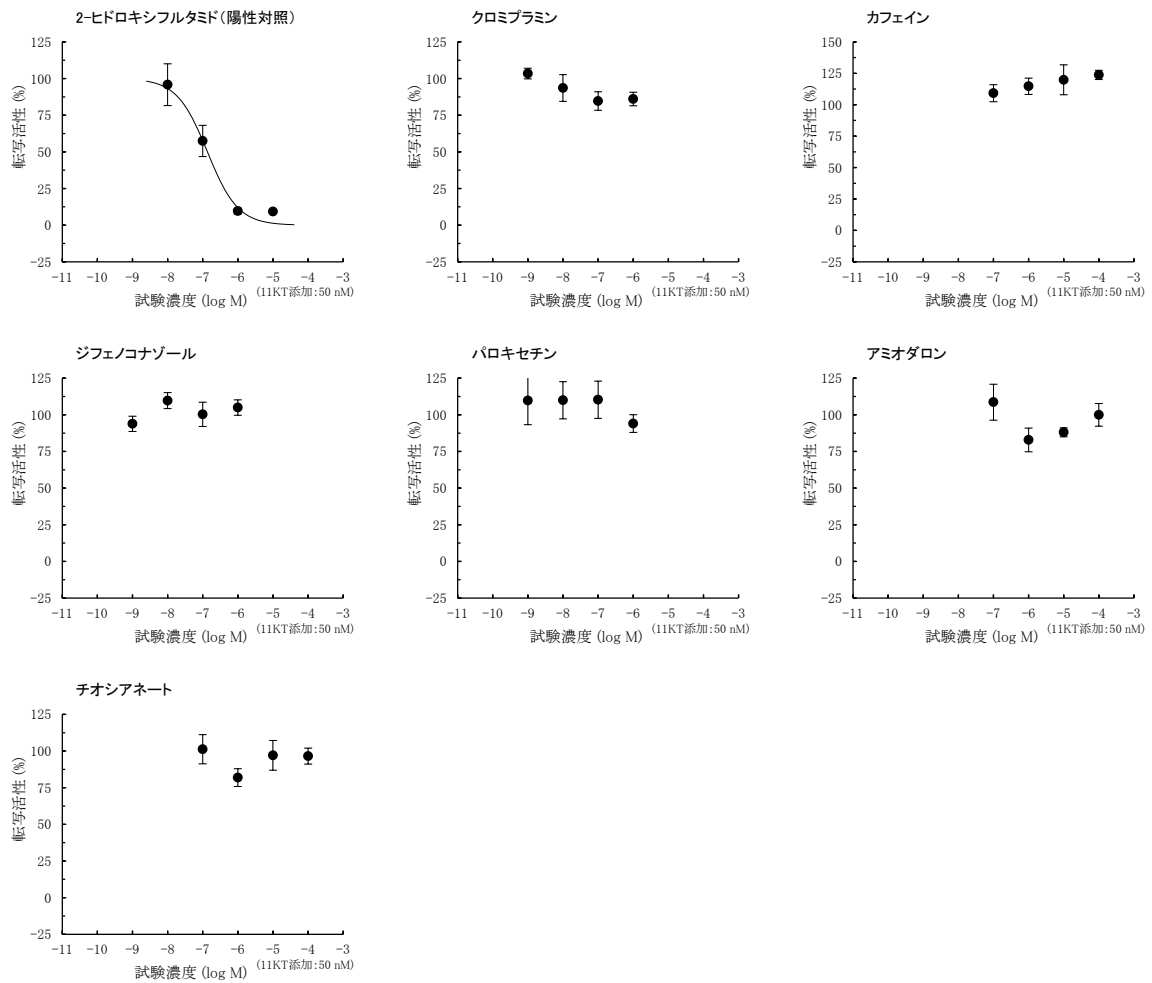 2-ヒドロキシフルタミド（陽性対照）
転写活性 (%)
125
100
75
50
25
0
-25
-11 -10 -9 -8 -7 -6 -5 -4 -3
試験濃度 (log M) (11KT添加:50 nM)
クロミプラミン
転写活性 (%)
125
100
75
50
25
0
-25
-11 -10 -9 -8 -7 -6 -5 -4 -3
試験濃度 (log M) (11KT添加:50 nM)
カフェイン
転写活性 (%)
150
125
100
125
50
25
0
-25
-11 -10 -9 -8 -7 -6 -5 -4 -3
試験濃度 (log M) (11KT添加:50 nM)
ジフェノコナゾール
転写活性 (%)
125
100
75
50
25
0
-25
-11 -10 -9 -8 -7 -6 -5 -4 -3
試験濃度 (log M) (11KT添加:50 nM)
パロキセチン
転写活性 (%)
125
100
75
50
25
0
-25
-11 -10 -9 -8 -7 -6 -5 -4 -3
試験濃度 (log M) (11KT添加:50 nM)
アミオダロン
転写活性 (%)
125
100
75
50
25
0
-25
-11 -10 -9 -8 -7 -6 -5 -4 -3
試験濃度 (log M) (11KT添加:50 nM)
チオシアネート
転写活性 (%)
125
100
75
50
25
0
-25
-11 -10 -9 -8 -7 -6 -5 -4 -3
試験濃度 (log M) (11KT添加:50 nM)